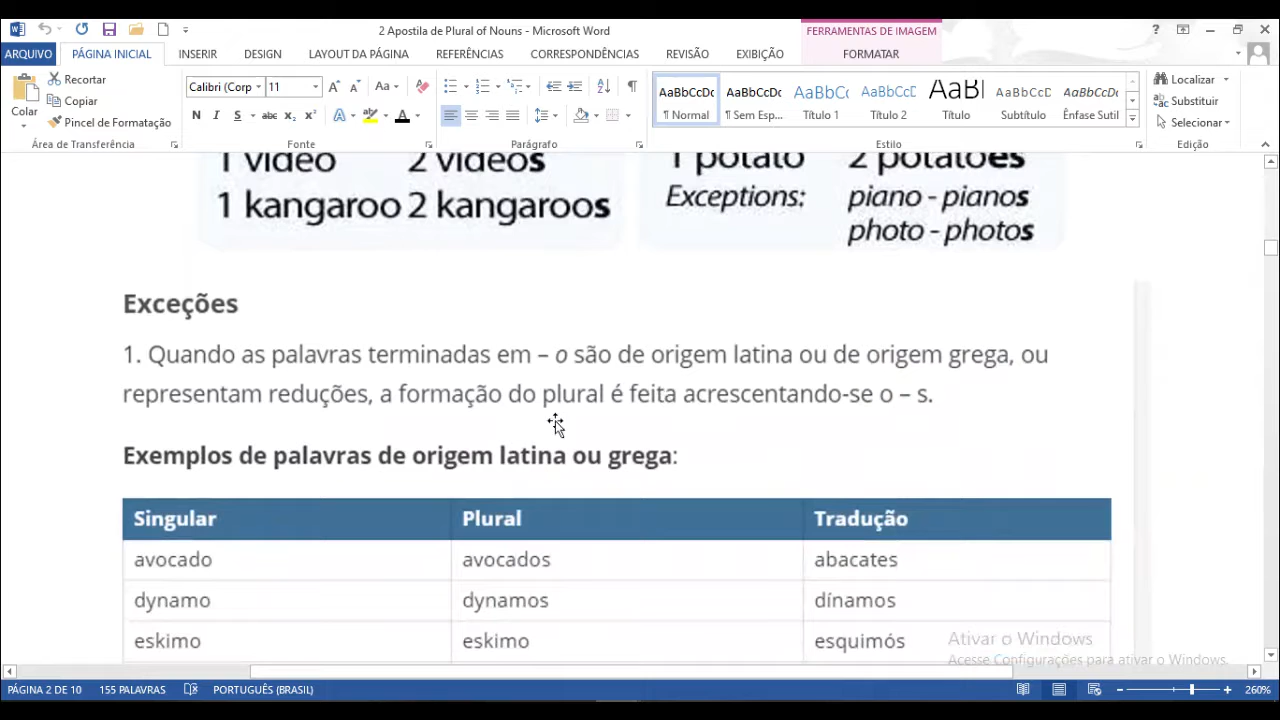 2 Apostila de Plural of Nouns - Microsoft Word
FERRAMENTAS DE IMAGEM
ARQUIVO PÁGINA INICIAL INSERIR DESIGN LAYOUT DA PÁGINA REFERÊNCIAS CORRESPONDÊNCIAS REVISÃO EXIBIÇÃO FORMATAR
Colar
Recortar
Copiar
Pincel de Formatação
Área de Transferência
Calibri (Corp 11
N I S abc x₂ x²
Fonte
Parágrafo
AaBbCcDc AaBbCcDc AaBbCc AaBbCcD AaBl AaBbCcD AaBbCcDc
¶ Normal ¶ Sem Esp... Título 1 Título 2 Título Subtítulo Ênfase Sutil
Estilo
Localizar
Substituir
Selecionar
Edição
1 video 2 videos
1 kangaroo 2 kangaroos
1 potato 2 potatoes
Exceptions: piano - pianos
photo - photos
Exceções
1. Quando as palavras terminadas em – o são de origem latina ou de origem grega, ou
representam reduções, a formação do plural é feita acrescentando-se o – s.
Exemplos de palavras de origem latina ou grega:
Singular Plural Tradução
avocado avocados abacates
dynamo dynamos dínamos
eskimo eskimo esquimós
Ativar o Windows
Acesse Configurações para ativar o Windows.
PÁGINA 2 DE 10 155 PALAVRAS PORTUGUÊS (BRASIL) 260%